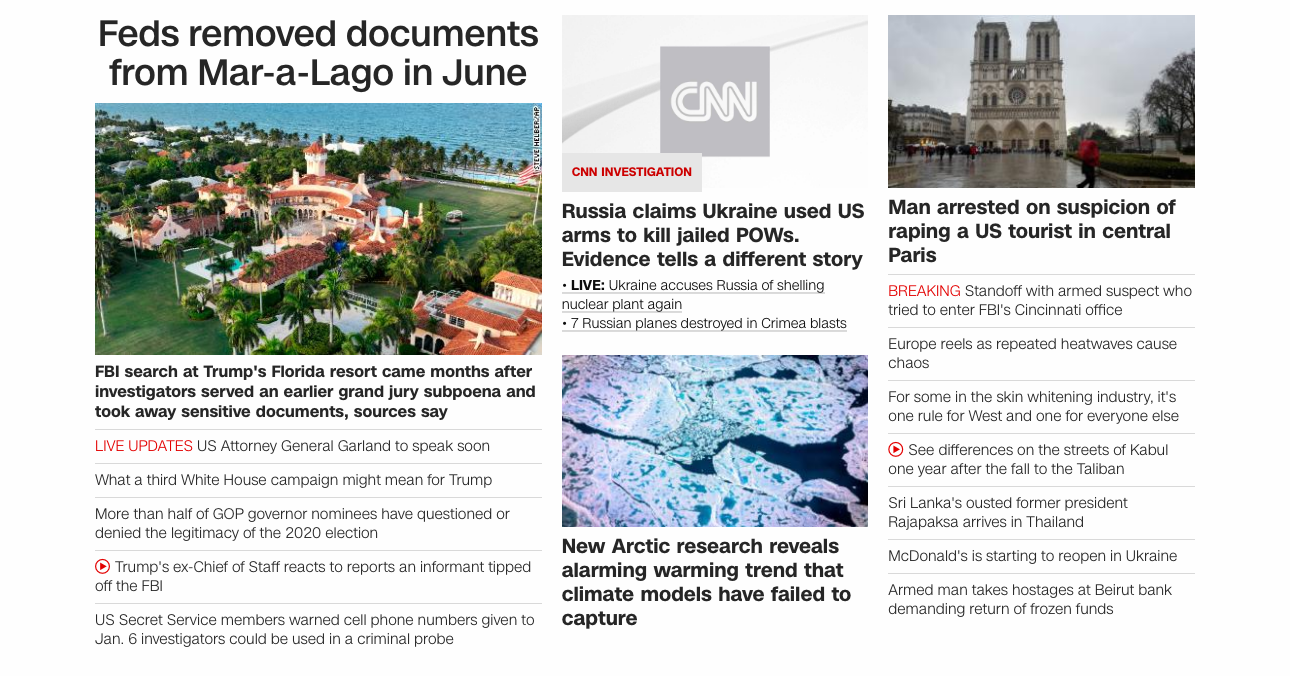 Feds removed documents
from Mar-a-Lago in June
STEVE HELBER/AP
FBI search at Trump's Florida resort came months after
investigators served an earlier grand jury subpoena and
took away sensitive documents, sources say
LIVE UPDATES US Attorney General Garland to speak soon
What a third White House campaign might mean for Trump
More than half of GOP governor nominees have questioned or
denied the legitimacy of the 2020 election
Trump's ex-Chief of Staff reacts to reports an informant tipped
off the FBI
US Secret Service members warned cell phone numbers given to
Jan. 6 investigators could be used in a criminal probe
CNN
CNN INVESTIGATION
Russia claims Ukraine used US
arms to kill jailed POWs.
Evidence tells a different story
• LIVE: Ukraine accuses Russia of shelling
nuclear plant again
• 7 Russian planes destroyed in Crimea blasts
New Arctic research reveals
alarming warming trend that
climate models have failed to
capture
Man arrested on suspicion of
raping a US tourist in central
Paris
BREAKING Standoff with armed suspect who
tried to enter FBI's Cincinnati office
Europe reels as repeated heatwaves cause
chaos
For some in the skin whitening industry, it's
one rule for West and one for everyone else
See differences on the streets of Kabul
one year after the fall to the Taliban
Sri Lanka's ousted former president
Rajapaksa arrives in Thailand
McDonald's is starting to reopen in Ukraine
Armed man takes hostages at Beirut bank
demanding return of frozen funds